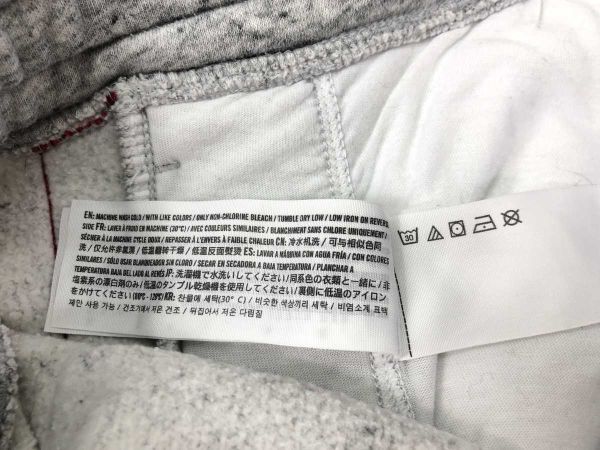 EN: MACHINE WASH COLD / WITH LIKE COLORS / ONLY NON-CHLORINE BLEACH / TUMBLE DRY LOW / LOW IRON ON REVERSE
SIDE FR: LAVER À FROID EN MACHINE (30°C) / AVEC COULEURS SIMILAIRES / BLANCHIMENT SANS CHLORE UNIQUEMENT /
SÉCHER À LA MACHINE CYCLE DOUX / REPASSER À L'ENVERS À FAIBLE CHALEUR CN: 冷水机洗 / 可与相似色同
洗 / 仅允许非氯漂 / 低温翻转干燥 / 低温反面熨烫 ES: LAVAR A MÁQUINA CON AGUA FRÍA / CON COLORES
SIMILARES / SÓLO USAR BLANQUEADOR SIN CLORO / SECAR EN SECADORA A BAJA TEMPERATURA / PLANCHAR A
TEMPERATURA BAJA DEL LADO AL REVÉS JP: 洗濯機で水洗いしてください / 同系色の衣類と一緒に / 非
塩素系の漂白剤のみ / 低温のタンブル乾燥機を使用してください / 裏側に低温のアイロン
をかけてください KR: 찬물에 세탁(30°C) / 비슷한 색상끼리 세탁 / 비염소계 표백
제만 사용 가능 / 건조기에서 저온 건조 / 뒤집어서 저온 다림질
30